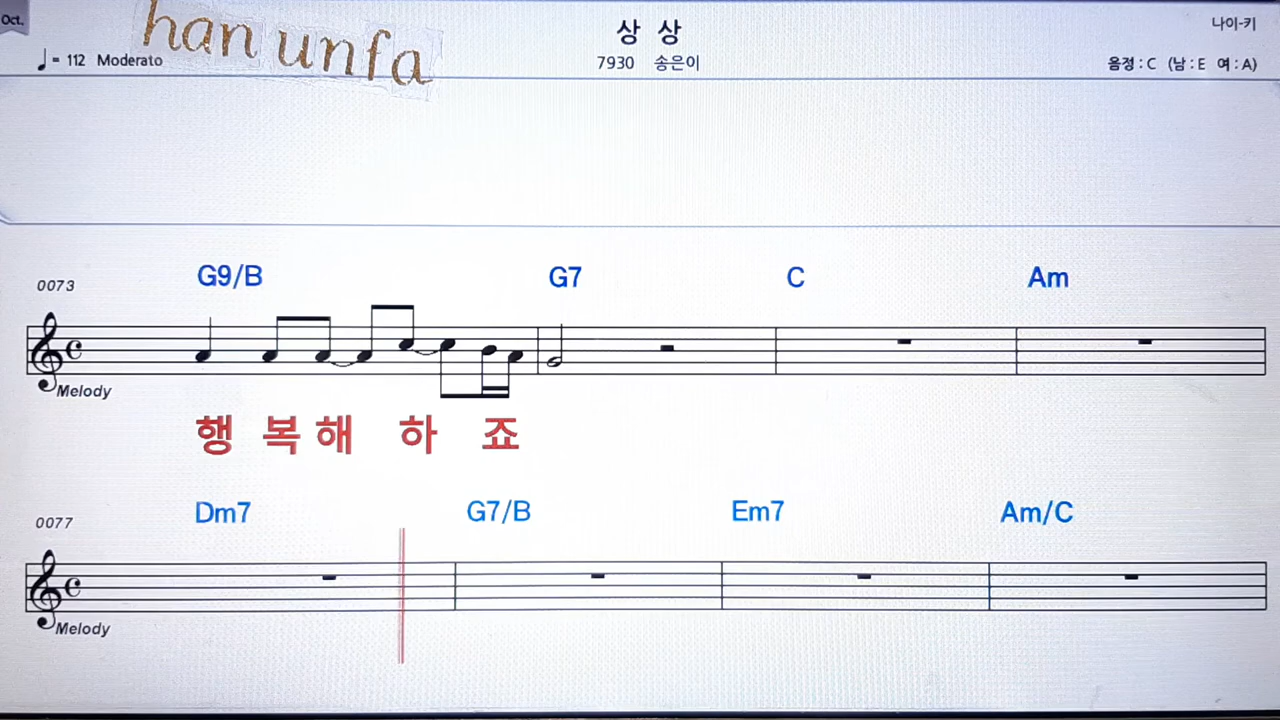 Oct.
han unfa
상 상
나이-키
♩= 112 Moderato
7930 송은이
음정 : C (남 : E 여 : A)
G9/B G7 C Am
0073
Melody
행 복 해 하 죠
Dm7 G7/B Em7 Am/C
0077
Melody